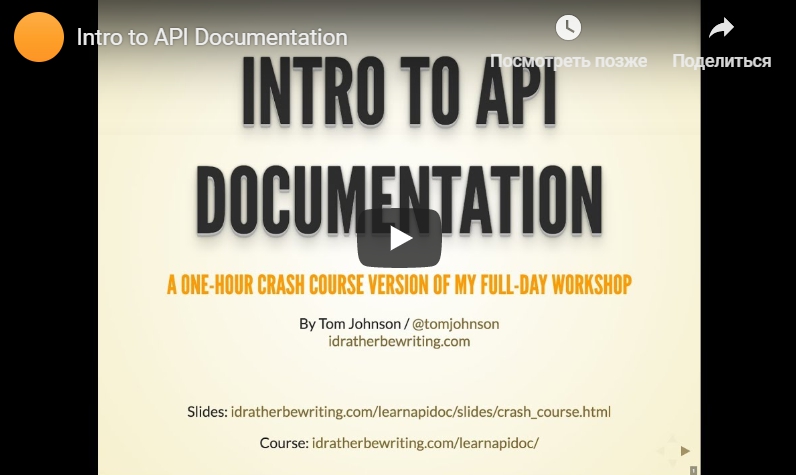 Intro to API Documentation
Посмотреть позже
Поделиться
INTRO TO API
DOCUMENTATION
A ONE-HOUR CRASH COURSE VERSION OF MY FULL-DAY WORKSHOP
By Tom Johnson / @tomjohnson
idratherbewriting.com
Slides: idratherbewriting.com/learnapidoc/slides/crash_course.html
Course: idratherbewriting.com/learnapidoc/